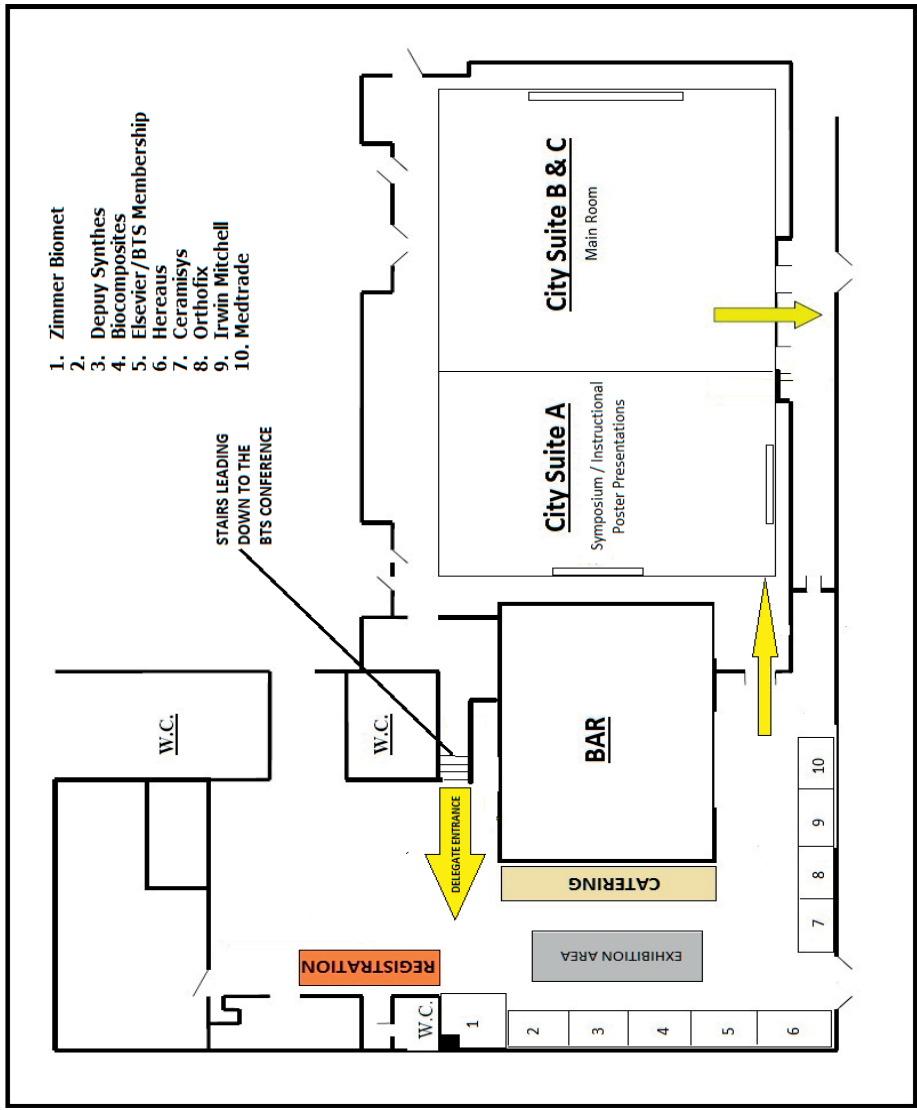 1. Zimmer Biomet
2.
3. Depuy Synthes
4. Biocomposites
5. Elsevier/BTS Membership
6. Hereaus
7. Ceramisys
8. Orthofix
9. Irwin Mitchell
10. Medtrade
STAIRS LEADING
DOWN TO THE
BTS CONFERENCE
City Suite B & C
Main Room
City Suite A
Symposium / Instructional
Poster Presentations
W.C.
W.C.
BAR
DELEGATE ENTRANCE
CATERING
REGISTRATION
EXHIBITION AREA
W.C.
1
2
3
4
5
6
7
8
9
10